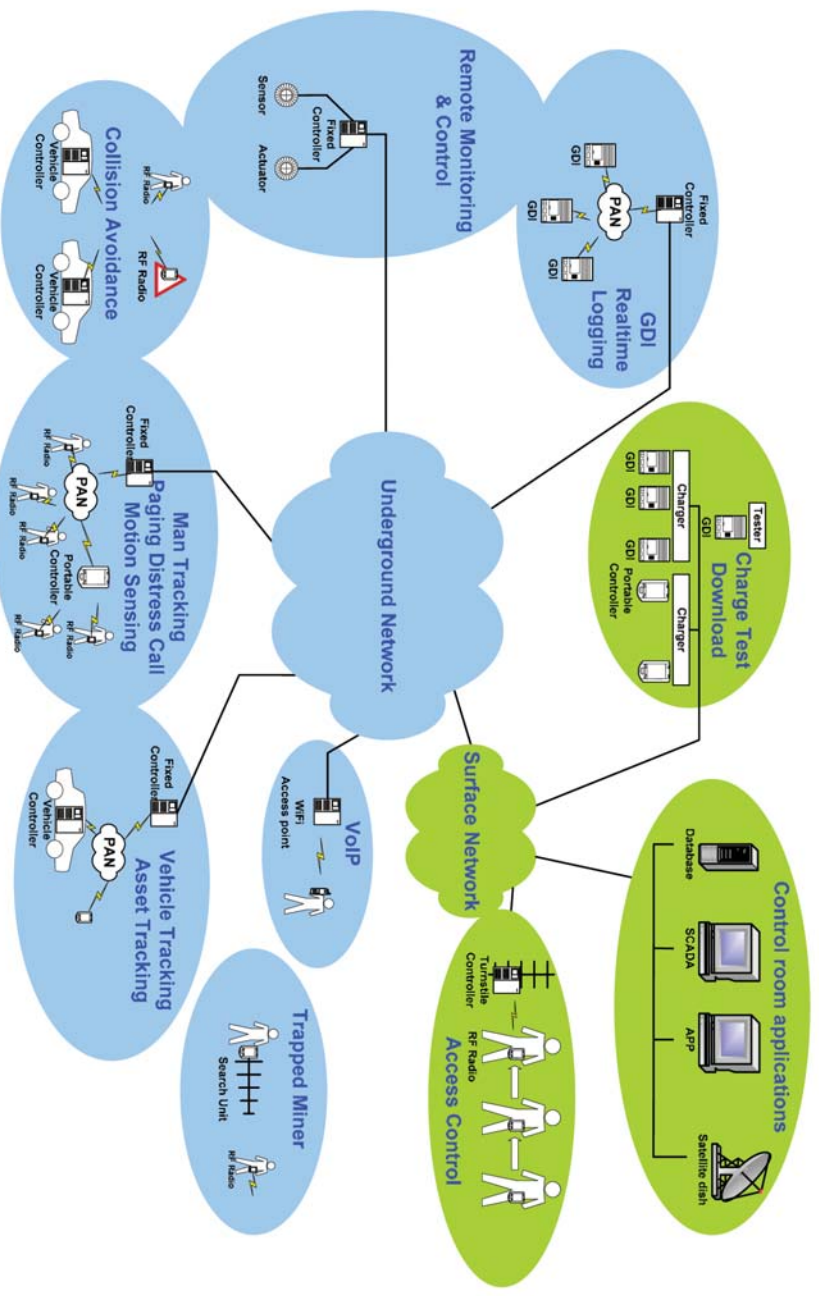 Control room applications
Database
SCADA
APP
Satellite dish
Charge Test
Download
Tester
GDI
Charger
Charger
GDI
GDI
GDI
Portable Controller
Access Control
Turnstile
Controller
RF Radio
Surface Network
Underground Network
GDI
Realtime
Logging
Fixed
Controller
PAN
GDI
GDI
GDI
GDI
Remote Monitoring
& Control
Fixed
Controller
Sensor
Actuator
Collision Avoidance
RF Radio
RF Radio
Vehicle
Controller
Vehicle
Controller
Man Tracking
Paging Distress Call
Motion Sensing
Fixed
Controller
PAN
Portable
Controller
RF Radio
RF Radio
RF Radio
RF Radio
RF Radio
Vehicle Tracking
Asset Tracking
Fixed
Controller
PAN
Vehicle
Controller
VoIP
WiFi
Access point
Trapped Miner
Search Unit
RF Radio